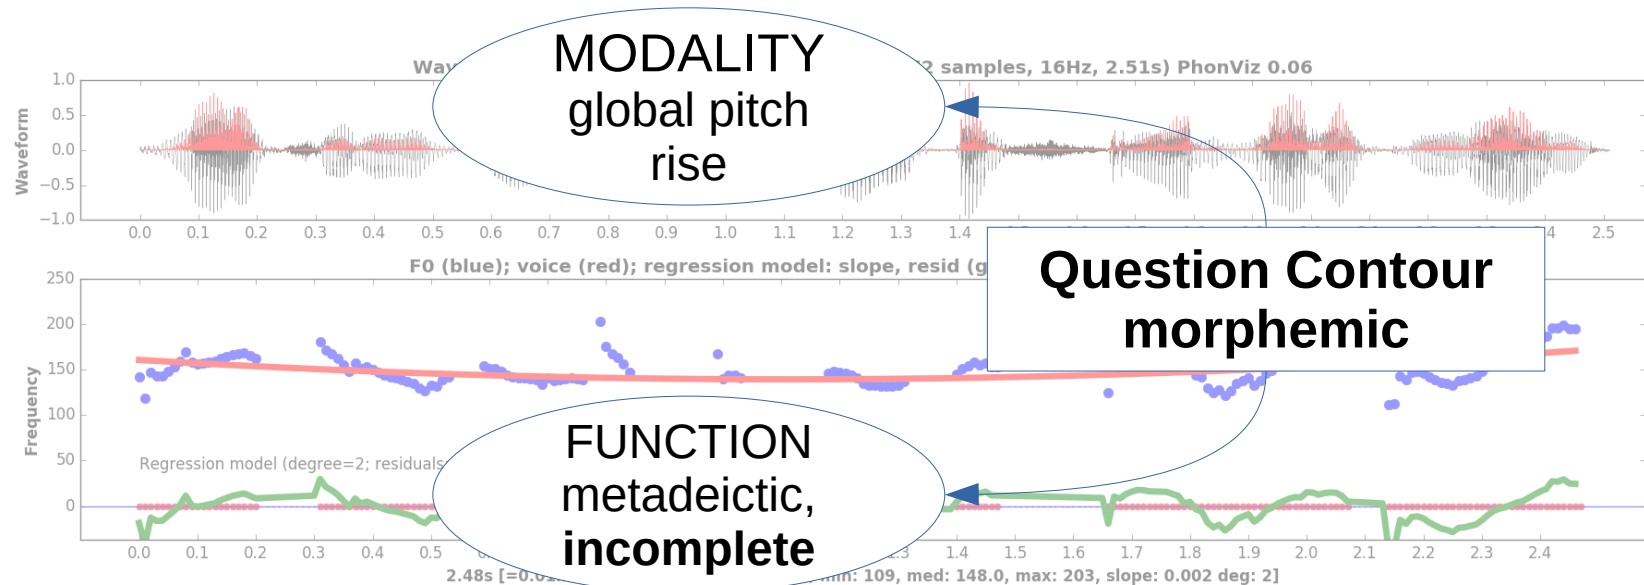 MODALITY
global pitch
rise
2 samples, 16Hz, 2.51s) PhonViz 0.06
Waveform
1.0
0.5
0.0
−0.5
−1.0
0.0 0.1 0.2 0.3 0.4 0.5 0.6 0.7 0.8 0.9 1.0 1.1 1.2 1.3 1.4 2.5
Question Contour
morphemic
F0 (blue); voice (red); regression model: slope, resid
Frequency
250
200
150
100
50
0
Regression model (degree=2; residuals
FUNCTION
metadeictic,
incomplete
0.0 0.1 0.2 0.3 0.4 0.5 1.4 1.5 1.6 1.7 1.8 1.9 2.0 2.1 2.2 2.3 2.4
2.48s min: 109, med: 148.0, max: 203, slope: 0.002 deg: 2]